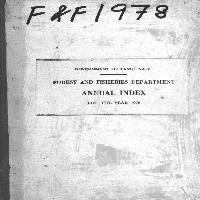 F&F 1978
GOVERNMENT OF TAMIL NADU
FOREST AND FISHERIES DEPARTMENT
ANNUAL INDEX
FOR THE YEAR 1978